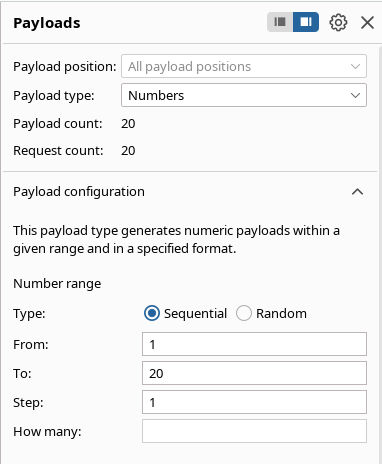 Payloads
Payload position: All payload positions
Payload type: Numbers
Payload count: 20
Request count: 20
Payload configuration
This payload type generates numeric payloads within a
given range and in a specified format.
Number range
Type: Sequential Random
From: 1
To: 20
Step: 1
How many: